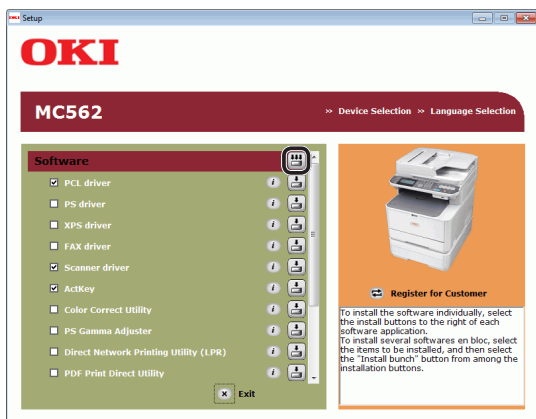 OKI Setup
OKI
MC562
» Device Selection » Language Selection
Software
PCL driver
PS driver
XPS driver
FAX driver
Scanner driver
ActKey
Color Correct Utility
PS Gamma Adjuster
Direct Network Printing Utility (LPR)
PDF Print Direct Utility
x Exit
Register for Customer
To install the software individually, select
the install buttons to the right of each
software application.
To install several softwares en bloc, select
the items to be installed, and then select
the "Install bunch" button from among the
installation buttons.